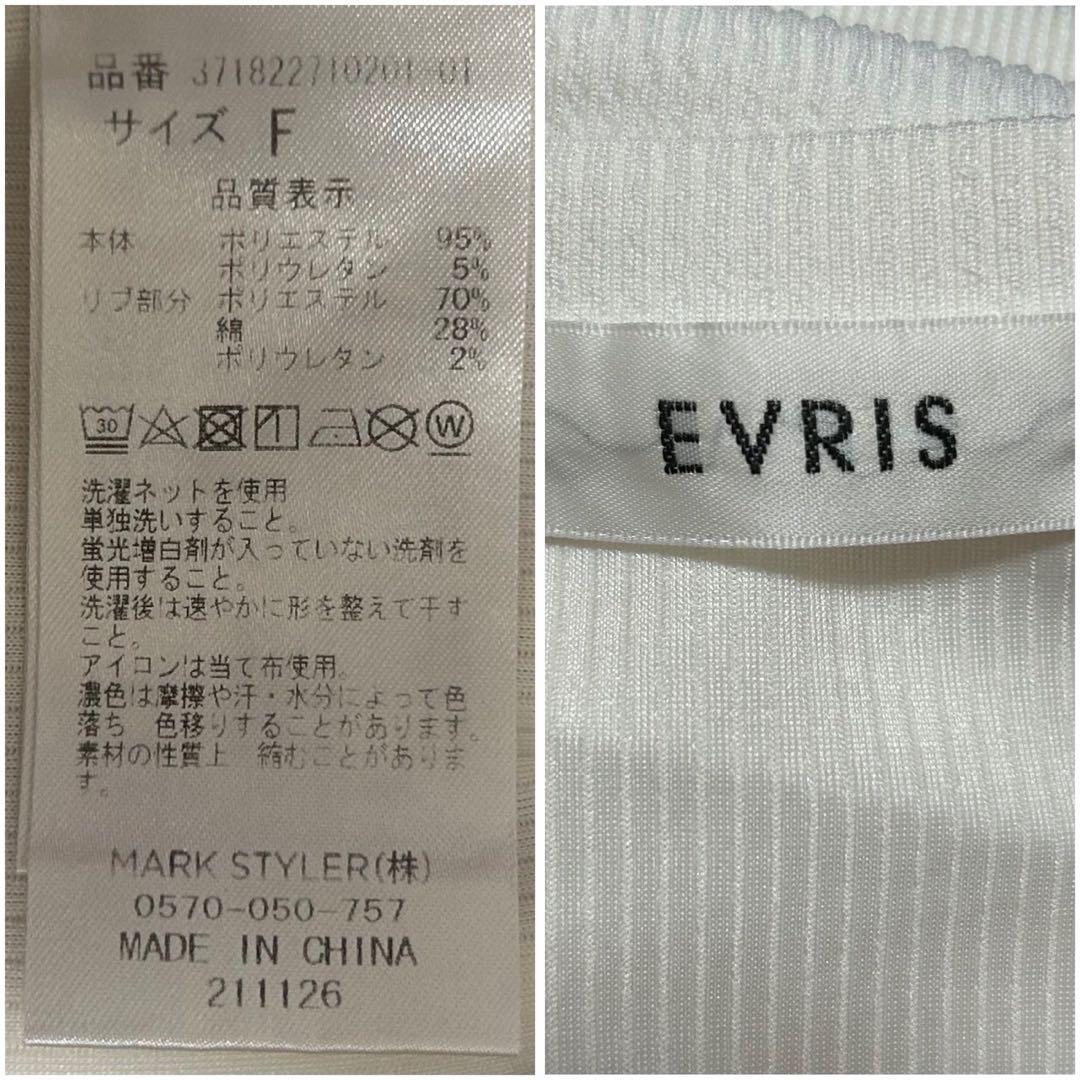 品番 371822710201-01
サイズ F
品質表示
本体 ポリエステル 95%
ポリウレタン 5%
リブ部分 ポリエステル 70%
綿 28%
ポリウレタン 2%
30 W
洗濯ネットを使用
単独洗いすること。
蛍光増白剤が入っていない洗剤を
使用すること。
洗濯後は速やかに形を整えて干す
こと。
アイロンは当て布使用。
濃色は摩擦や汗・水分によって色
落ち 色移りすることがあります。
素材の性質上 縮むことがありま
す。
MARK STYLER(株)
0570-050-757
MADE IN CHINA
211126
EVRIS